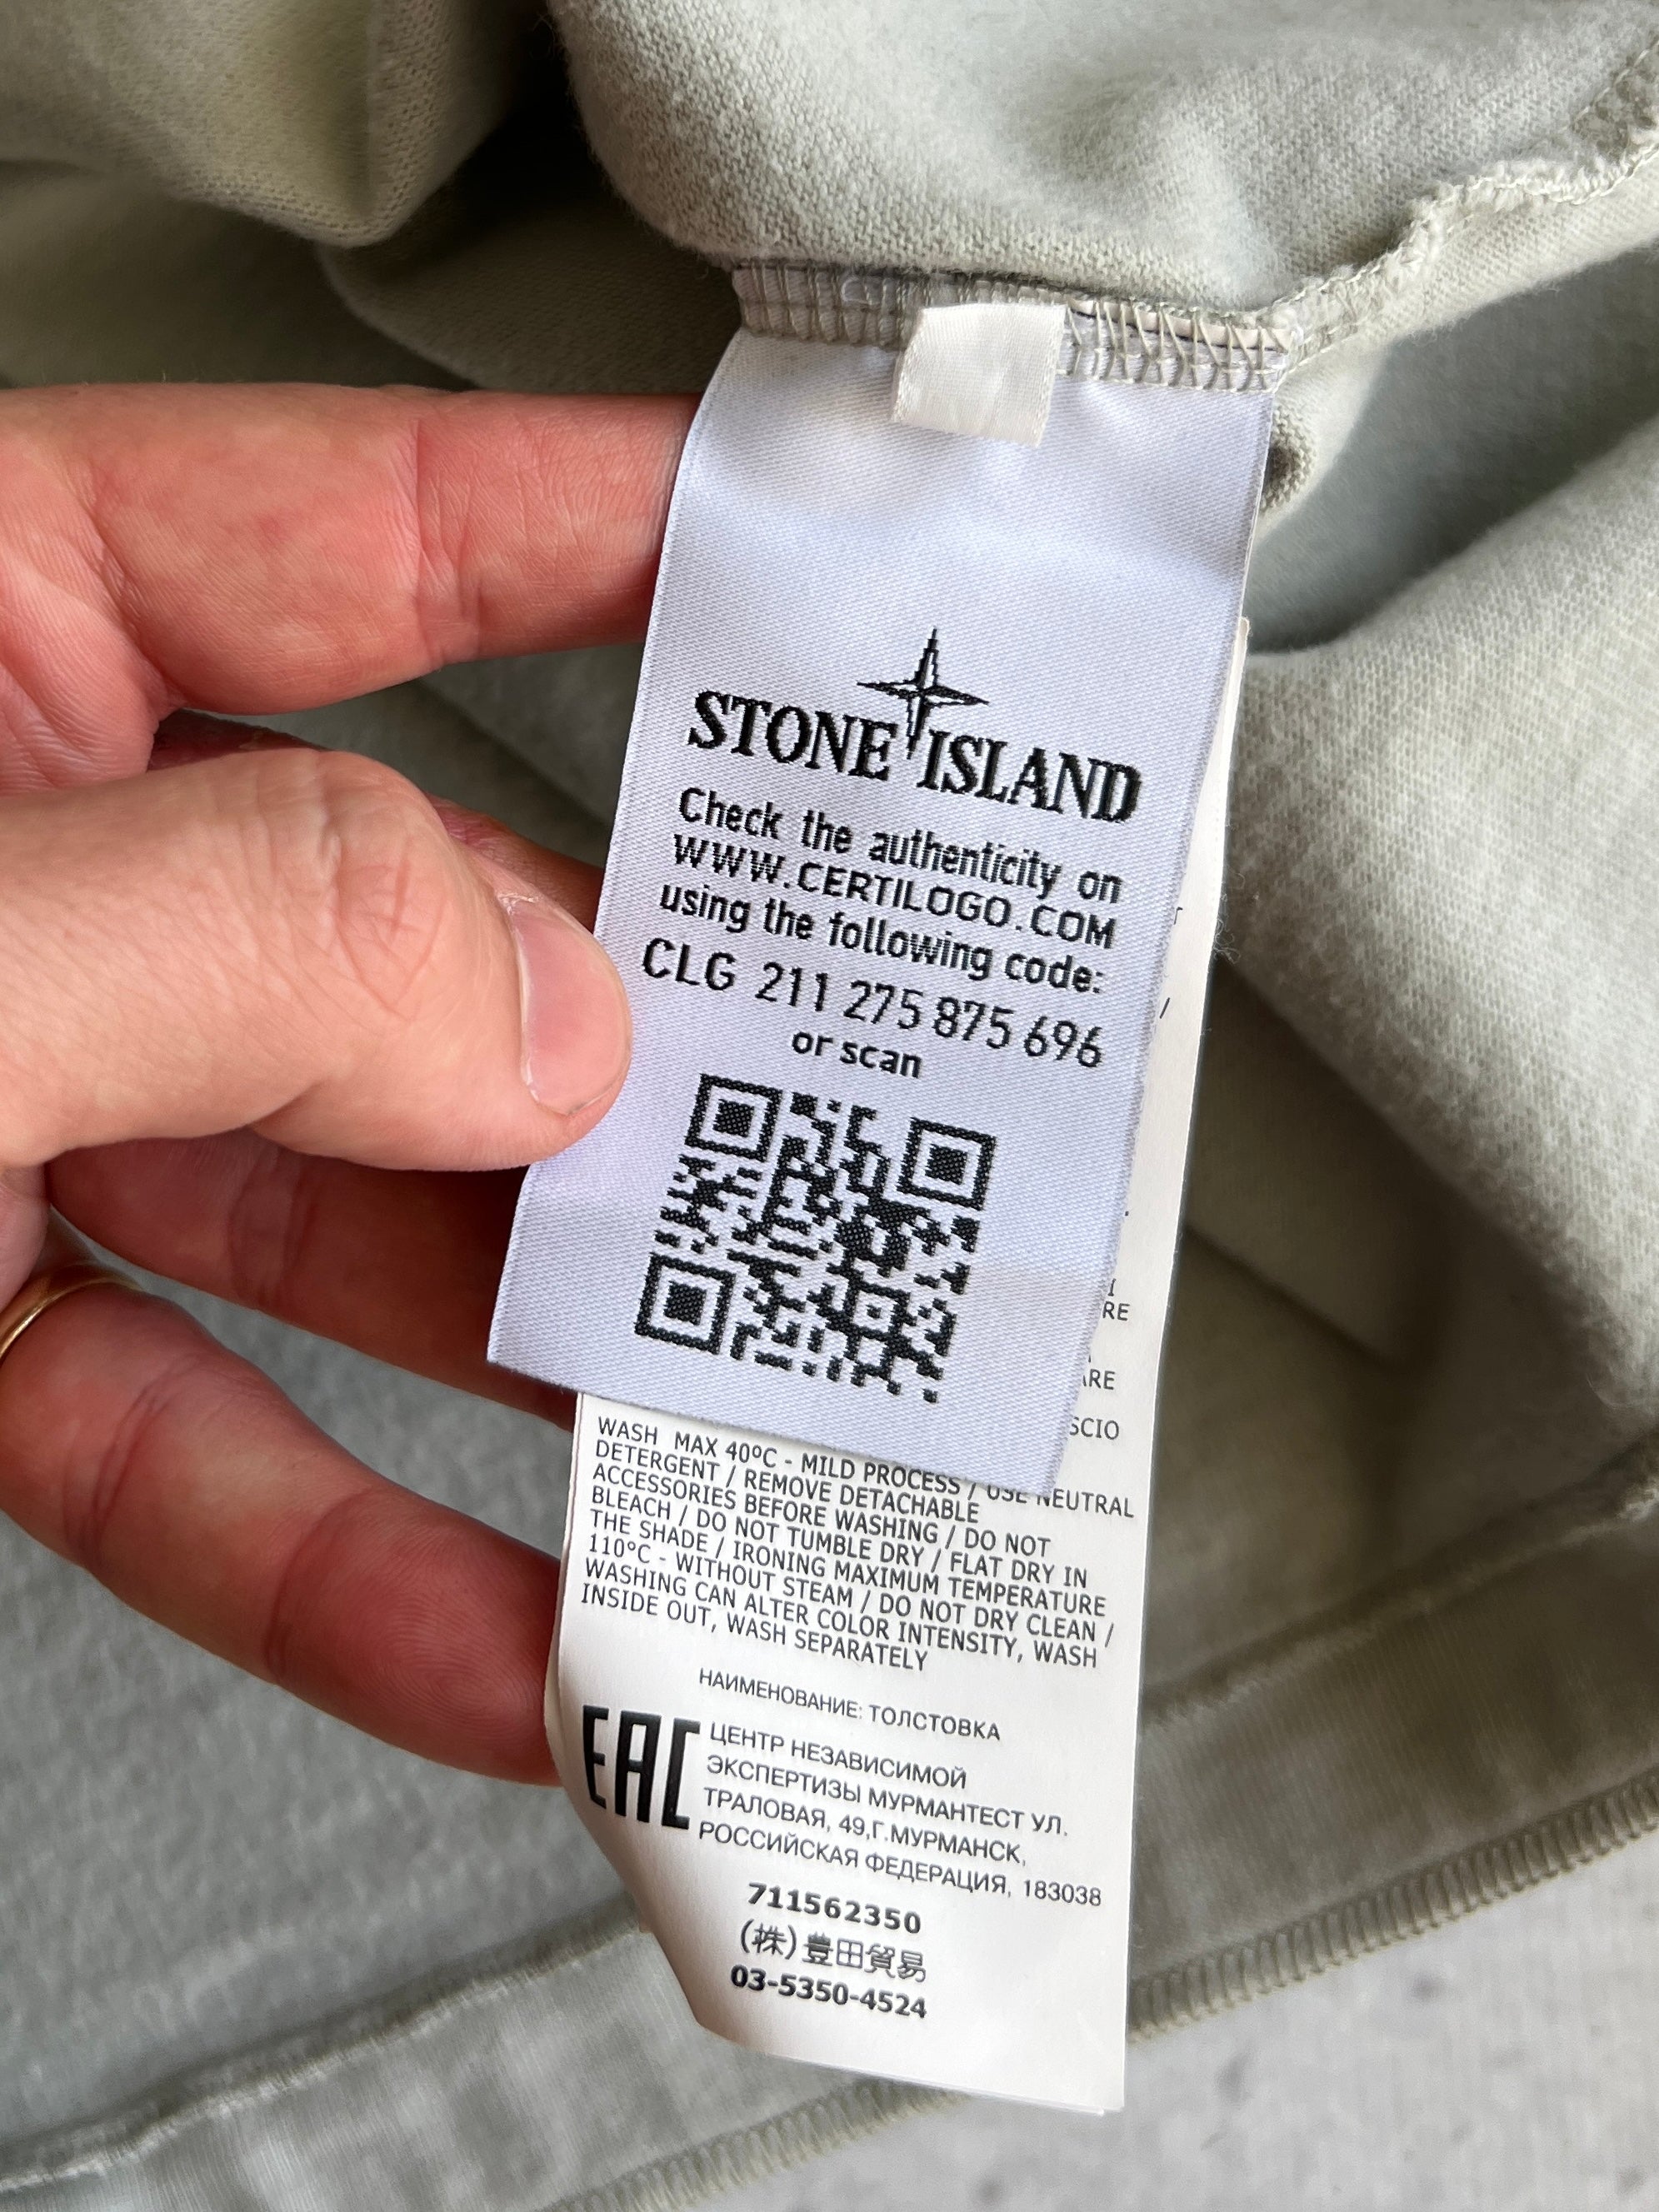 STONE ISLAND
Check the authenticity on
WWW.CERTILOGO.COM
using the following code:
CLG 211 275 875 696
or scan
RE
SCIO
WASH MAX 40°C - MILD PROCESS / USE NEUTRAL
DETERGENT / REMOVE DETACHABLE
ACCESSORIES BEFORE WASHING / DO NOT
BLEACH / DO NOT TUMBLE DRY / FLAT DRY IN
THE SHADE / IRONING MAXIMUM TEMPERATURE
110°C - WITHOUT STEAM / DO NOT DRY CLEAN /
WASHING CAN ALTER COLOR INTENSITY, WASH
INSIDE OUT, WASH SEPARATELY
НАИМЕНОВАНИЕ: ТОЛСТОВКА
EAC
ЦЕНТР НЕЗАВИСИМОЙ
ЭКСПЕРТИЗЫ МУРМАНТЕСТ УЛ.
ТРАЛОВАЯ, 49,Г.МУРМАНСК,
РОССИЙСКАЯ ФЕДЕРАЦИЯ, 183038
711562350
(株)豊田貿易
03-5350-4524